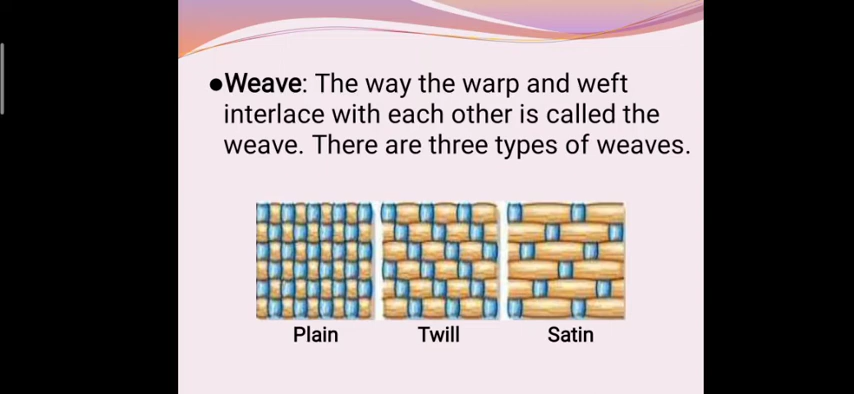 ●Weave: The way the warp and weft
interlace with each other is called the
weave. There are three types of weaves.
Plain Twill Satin